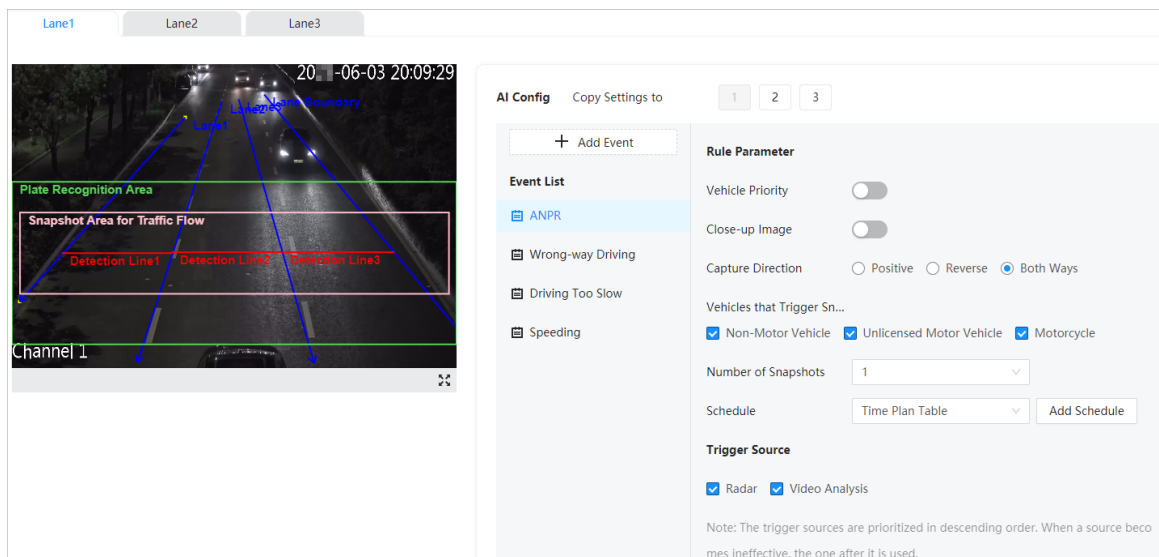 Lane1 Lane2 Lane3
20 -06-03 20:09:29
Lane Boundary
Lane3
Lane2
Lane1
Plate Recognition Area
Snapshot Area for Traffic Flow
Detection Line1 Detection Line2 Detection Line3
Channel 1
AI Config Copy Settings to 1 2 3
+ Add Event
Event List
ANPR
Wrong-way Driving
Driving Too Slow
Speeding
Rule Parameter
Vehicle Priority
Close-up Image
Capture Direction Positive Reverse Both Ways
Vehicles that Trigger Sn...
Non-Motor Vehicle Unlicensed Motor Vehicle Motorcycle
Number of Snapshots 1
Schedule Time Plan Table Add Schedule
Trigger Source
Radar Video Analysis
Note: The trigger sources are prioritized in descending order. When a source beco
mes ineffective, the one after it is used.